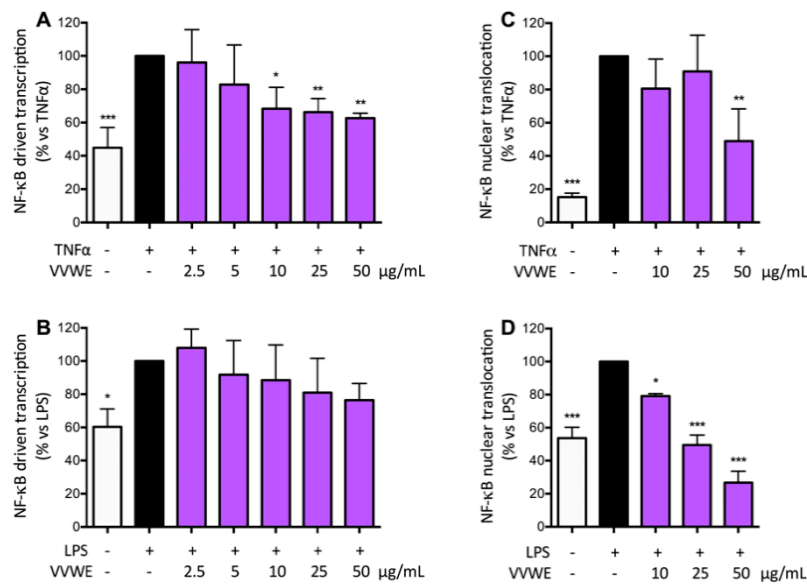 A
NF-κB driven transcription
(% vs TNFα)
120
100
80
60
40
20
0
***
*
**
**
TNFα - + + + + + +
VVWE - - 2.5 5 10 25 50 μg/mL
C
NF-κB nuclear translocation
(% vs TNFα)
120
100
80
60
40
20
0
***
**
TNFα - + + + +
VVWE - - 10 25 50 μg/mL
B
NF-κB driven transcription
(% vs LPS)
120
100
80
60
40
20
0
*
LPS - + + + + + +
VVWE - - 2.5 5 10 25 50 μg/mL
D
NF-κB nuclear translocation
(% vs LPS)
120
100
80
60
40
20
0
***
*
***
***
LPS - + + + +
VVWE - - 10 25 50 μg/mL